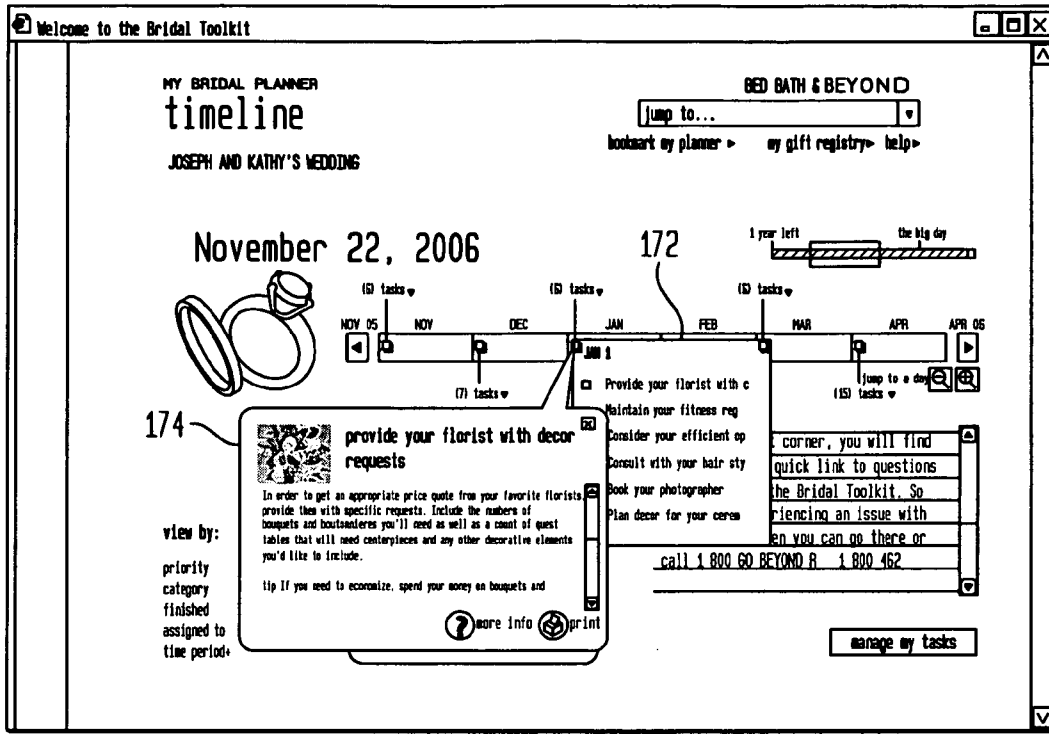 Welcome to the Bridal Toolkit
MY BRIDAL PLANNER
timeline
JOSEPH AND KATHY'S WEDDING
BED BATH & BEYOND
jump to...
bookmart my planner
my gift registry
help
November 22, 2006
172
1 year left
the big day
(6) tasks
(6) tasks
(6) tasks
NOV 05
NOV
DEC
JAN
FEB
MAR
APR
APR 06
(7) tasks
jump to a day
(15) tasks
JAN 1
Provide your florist with c
Maintain your fitness reg
Consider your efficient op
Consult with your hair sty
Book your photographer
Plan decor for your cerem
174
provide your florist with decor
requests
In order to get an appropriate price quote from your favorite florists,
provide them with specific requests. Include the numbers of
bouquets and boutsanieres you'll need as well as a count of quest
tables that will need centerpieces and any other decorative elements
you'd like to include.
tip If you need to economize, spend your money on bouquets and
more info
print
corner, you will find
quick link to questions
the Bridal Toolkit. So
riencing an issue with
en you can go there or
call 1 800 GO BEYOND R 1 800 462
view by:
priority
category
finished
assigned to
time period+
manage my tasks